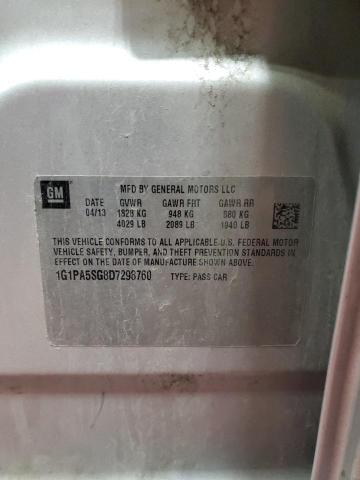 GM
MFD BY GENERAL MOTORS LLC
DATE GVWR GAWR FRT GAWR RR
04/13 1828 KG 948 KG 880 KG
4029 LB 2089 LB 1940 LB
THIS VEHICLE CONFORMS TO ALL APPLICABLE U.S. FEDERAL MOTOR
VEHICLE SAFETY, BUMPER, AND THEFT PREVENTION STANDARDS IN
EFFECT ON THE DATE OF MANUFACTURE SHOWN ABOVE.
1G1PA5SG8D7298760 TYPE: PASS CAR